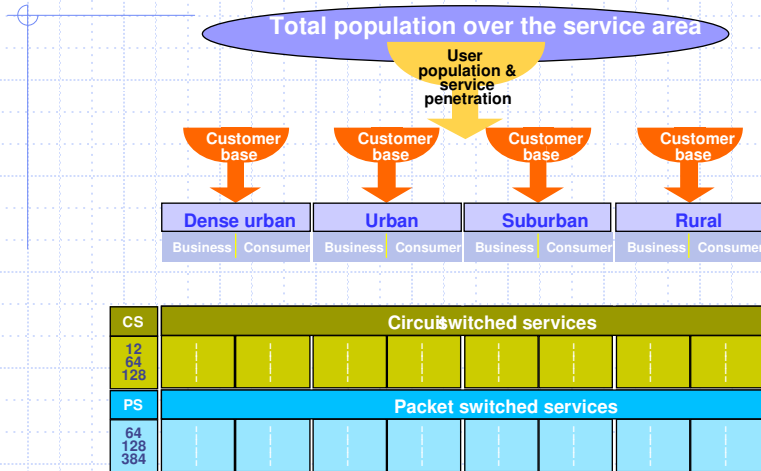 Total population over the service area
User
population &
service
penetration
Customer
base
Customer
base
Customer
base
Customer
base
Dense urban
Urban
Suburban
Rural
Business Consumer
Business Consumer
Business Consumer
Business Consumer
CS
Circuit switched services
12
64
128
PS
Packet switched services
64
128
384